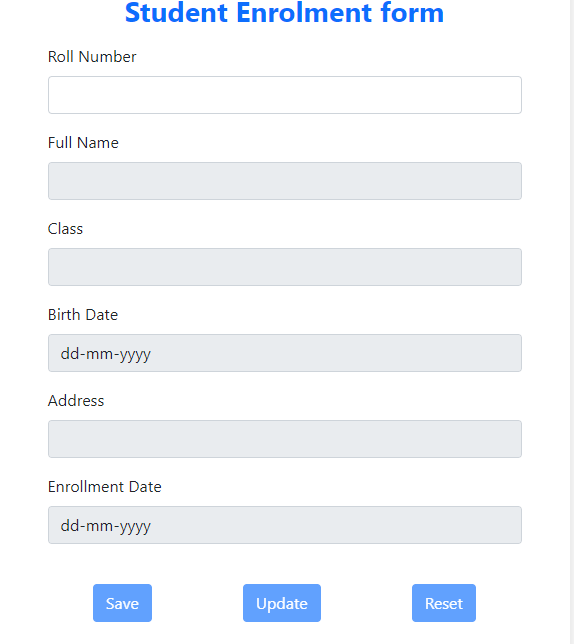 Student Enrolment form
Roll Number
Full Name
Class
Birth Date
dd-mm-yyyy
Address
Enrollment Date
dd-mm-yyyy
Save Update Reset